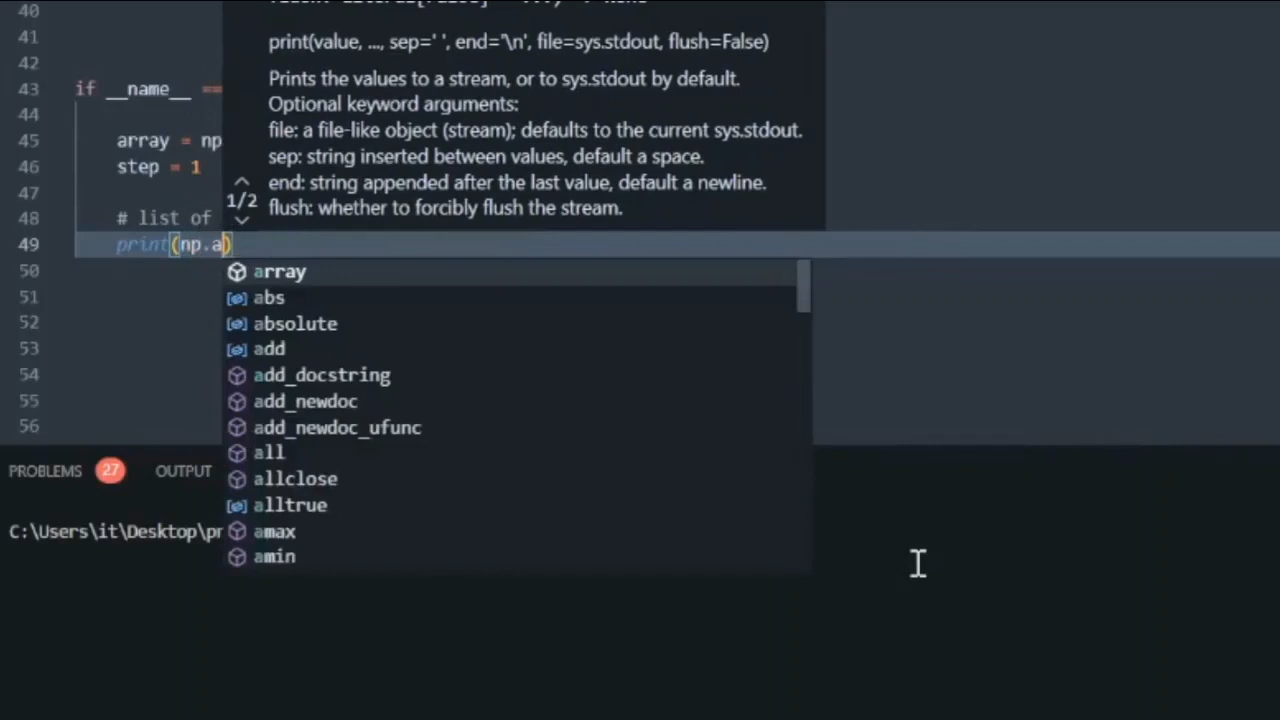 40
print(value, ..., sep=' ', end='\n', file=sys.stdout, flush=False)
41
Prints the values to a stream, or to sys.stdout by default.
42
Optional keyword arguments:
43 if __name__ ==
file: a file-like object (stream); defaults to the current sys.stdout.
44
sep: string inserted between values, default a space.
45 array = np
end: string appended after the last value, default a newline.
46 step = 1
flush: whether to forcibly flush the stream.
1/2
47
48 # list of
49 print(np.a)
50
array
51
abs
52
absolute
53
add
54
add_docstring
55
add_newdoc
56
add_newdoc_ufunc
all
allclose
alltrue
amax
amin
PROBLEMS 27 OUTPUT
C:\Users\it\Desktop\pr